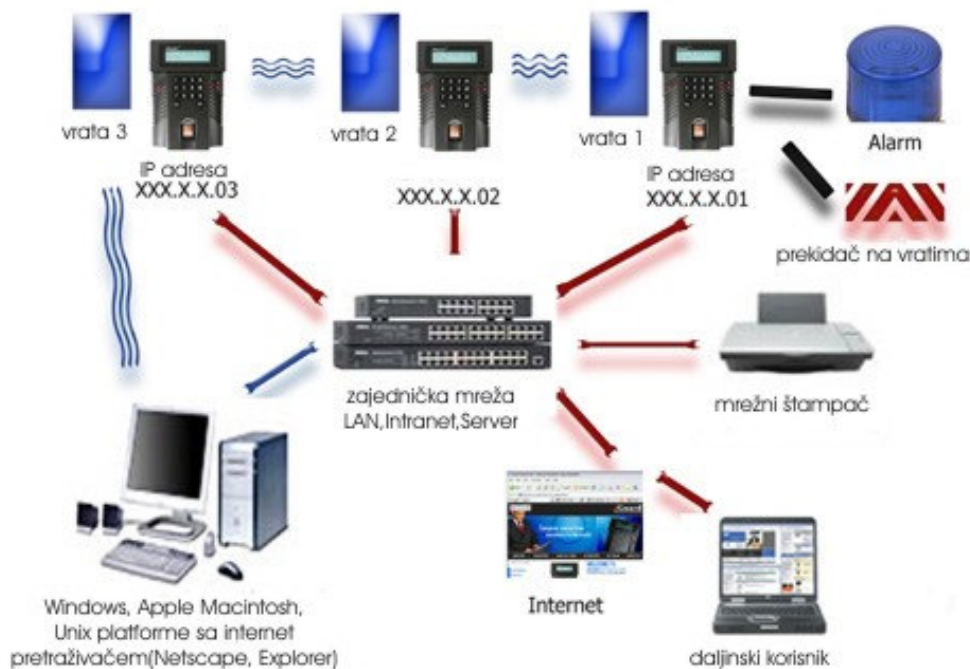 vrata 3
vrata 2
vrata 1
Alarm
IP adresa
XXX.X.X.03
XXX.X.X.02
IP adresa
XXX.X.X.01
prekidač na vratima
zajednička mreža
LAN,Intranet,Server
mrežni štampač
Windows, Apple Macintosh,
Unix platforme sa internet
pretraživačem(Netscape, Explorer)
Internet
daljinski korisnik